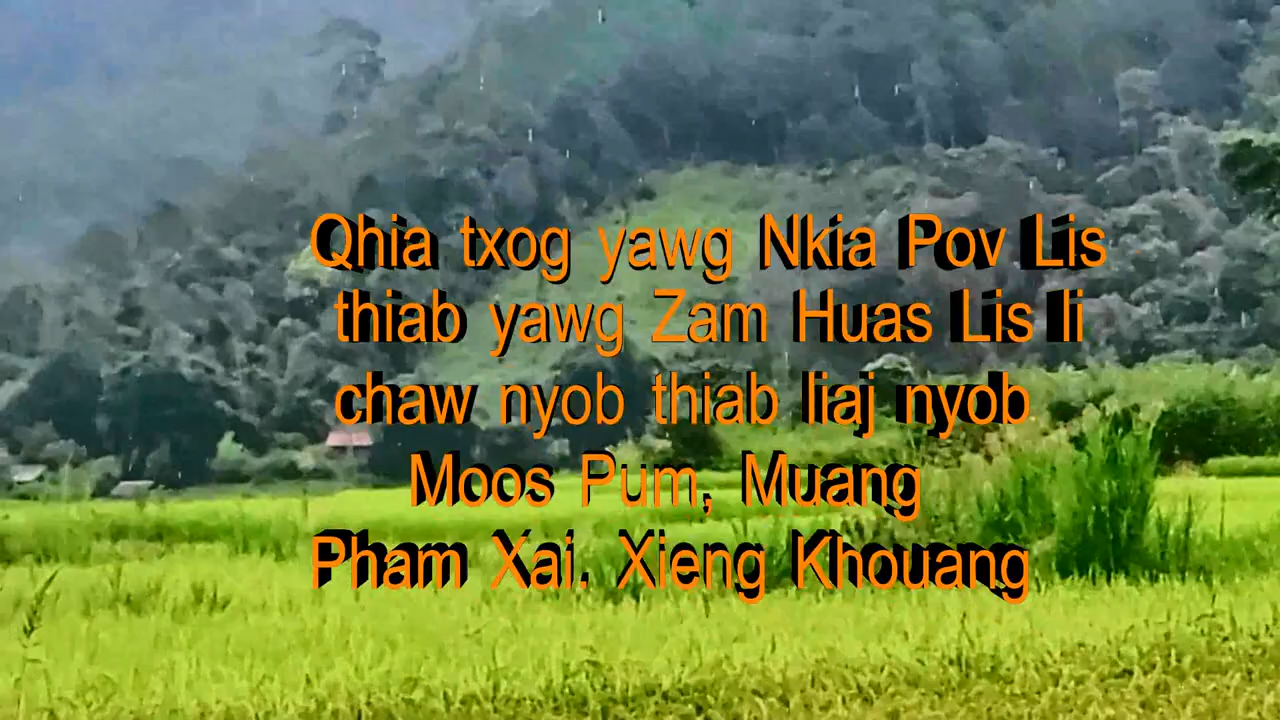 Qhia txog yawg Nkia Pov Lis
thiab yawg Zam Huas Lis li
chaw nyob thiab liaj nyob
Moos Pum, Muang
Pham Xai. Xieng Khouang